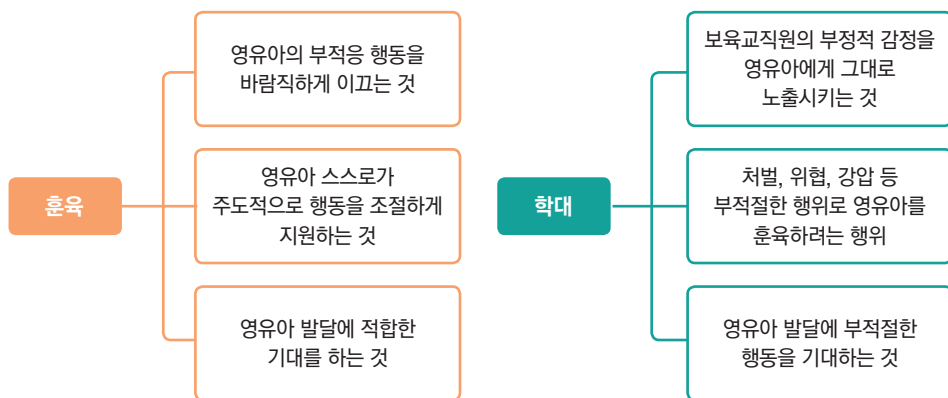 훈육
영유아의 부적응 행동을
바람직하게 이끄는 것
영유아 스스로가
주도적으로 행동을 조절하게
지원하는 것
영유아 발달에 적합한
기대를 하는 것
학대
보육교직원의 부정적 감정을
영유아에게 그대로
노출시키는 것
처벌, 위협, 강압 등
부적절한 행위로 영유아를
훈육하려는 행위
영유아 발달에 부적절한
행동을 기대하는 것